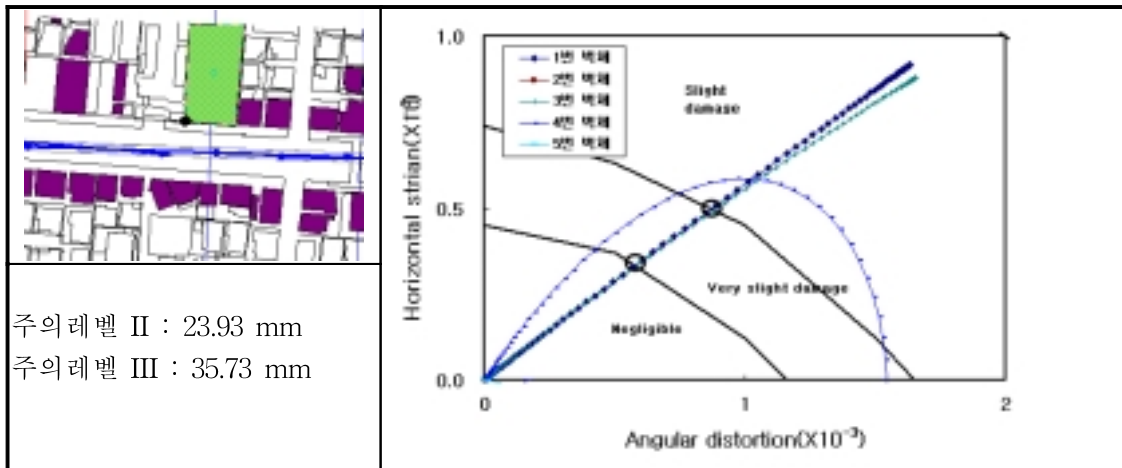 주의레벨 II : 23.93 mm
주의레벨 III : 35.73 mm
1.0
0.5
0.0
0
1
2
1번 벽체
2번 벽체
3번 벽체
4번 벽체
5번 벽체
Slight
damage
Very slight damage
Negligible
Horizontal strian(X1
Angular distortion(X10⁻³)